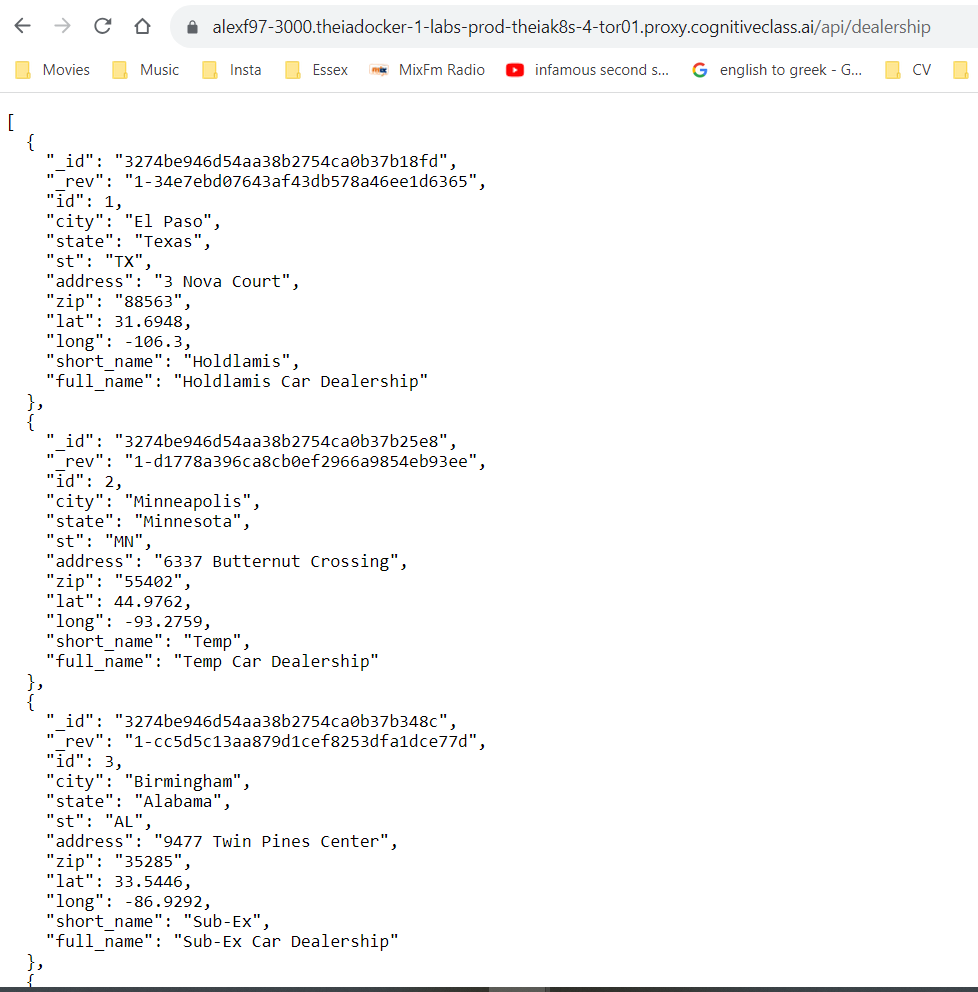 alexf97-3000.theiadocker-1-labs-prod-theiak8s-4-tor01.proxy.cognitiveclass.ai/api/dealership
Movies Music Insta Essex MixFm Radio infamous second s... english to greek - G... CV
[
  {
    "_id": "3274be946d54aa38b2754ca0b37b18fd",
    "_rev": "1-34e7ebd07643af43db578a46ee1d6365",
    "id": 1,
    "city": "El Paso",
    "state": "Texas",
    "st": "TX",
    "address": "3 Nova Court",
    "zip": "88563",
    "lat": 31.6948,
    "long": -106.3,
    "short_name": "Holdlamis",
    "full_name": "Holdlamis Car Dealership"
  },
  {
    "_id": "3274be946d54aa38b2754ca0b37b25e8",
    "_rev": "1-d1778a396ca8cb0ef2966a9854eb93ee",
    "id": 2,
    "city": "Minneapolis",
    "state": "Minnesota",
    "st": "MN",
    "address": "6337 Butternut Crossing",
    "zip": "55402",
    "lat": 44.9762,
    "long": -93.2759,
    "short_name": "Temp",
    "full_name": "Temp Car Dealership"
  },
  {
    "_id": "3274be946d54aa38b2754ca0b37b348c",
    "_rev": "1-cc5d5c13aa879d1cef8253dfa1dce77d",
    "id": 3,
    "city": "Birmingham",
    "state": "Alabama",
    "st": "AL",
    "address": "9477 Twin Pines Center",
    "zip": "35285",
    "lat": 33.5446,
    "long": -86.9292,
    "short_name": "Sub-Ex",
    "full_name": "Sub-Ex Car Dealership"
  },
  {